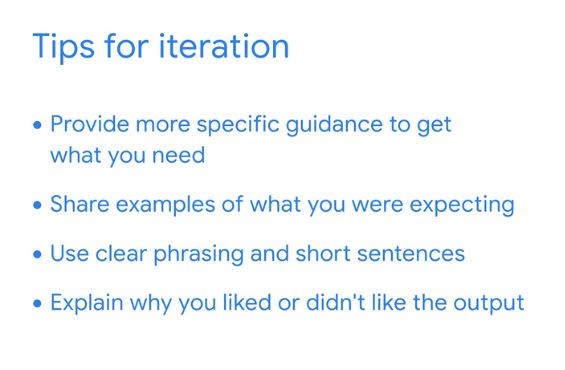 Tips for iteration
• Provide more specific guidance to get
what you need
• Share examples of what you were expecting
• Use clear phrasing and short sentences
• Explain why you liked or didn't like the output